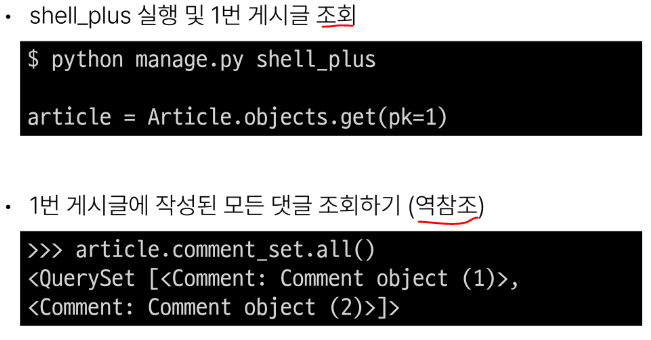 • shell_plus 실행 및 1번 게시글 조회
$ python manage.py shell_plus
article = Article.objects.get(pk=1)
• 1번 게시글에 작성된 모든 댓글 조회하기 (역참조)
>>> article.comment_set.all()
<QuerySet [<Comment: Comment object (1)>,
<Comment: Comment object (2)>]>